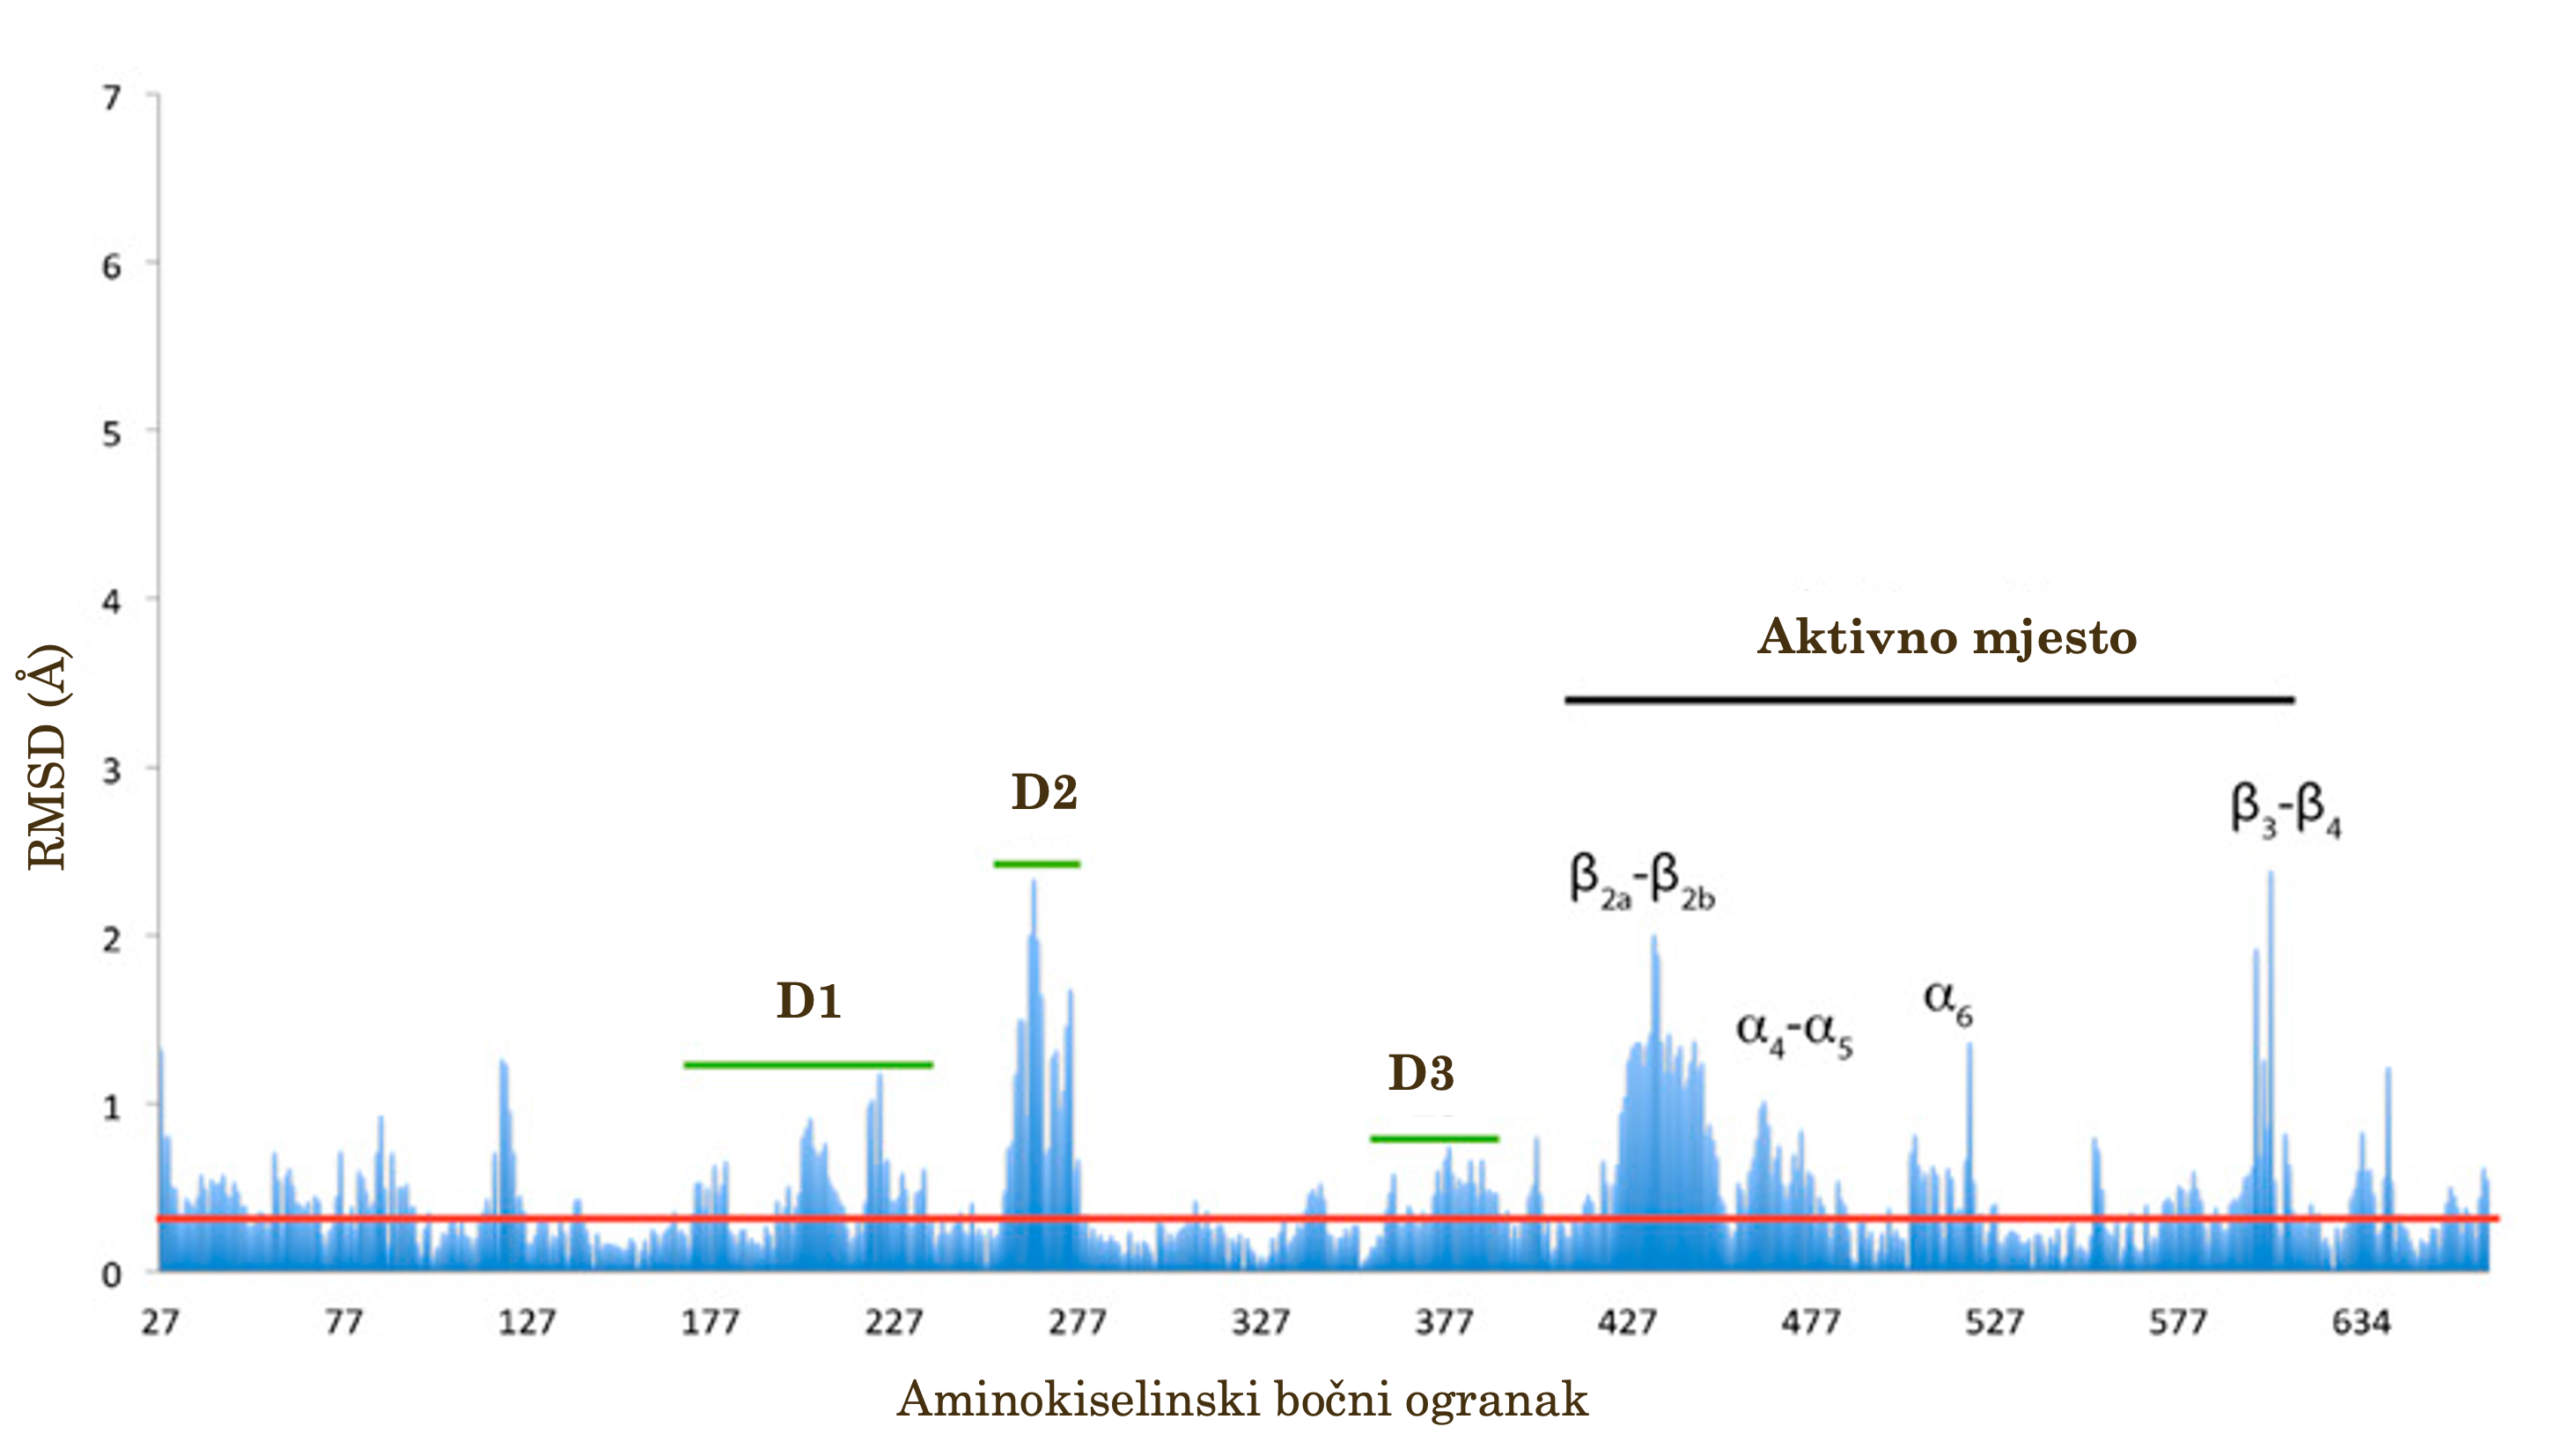 7
6
5
4
3
2
1
0
RMSD (Å)
Aktivno mjesto
D2
β3-β4
β2a-β2b
D1
α6
α4-α5
D3
27 77 127 177 227 277 327 377 427 477 527 577 634
Aminokiselinski bočni ogranak